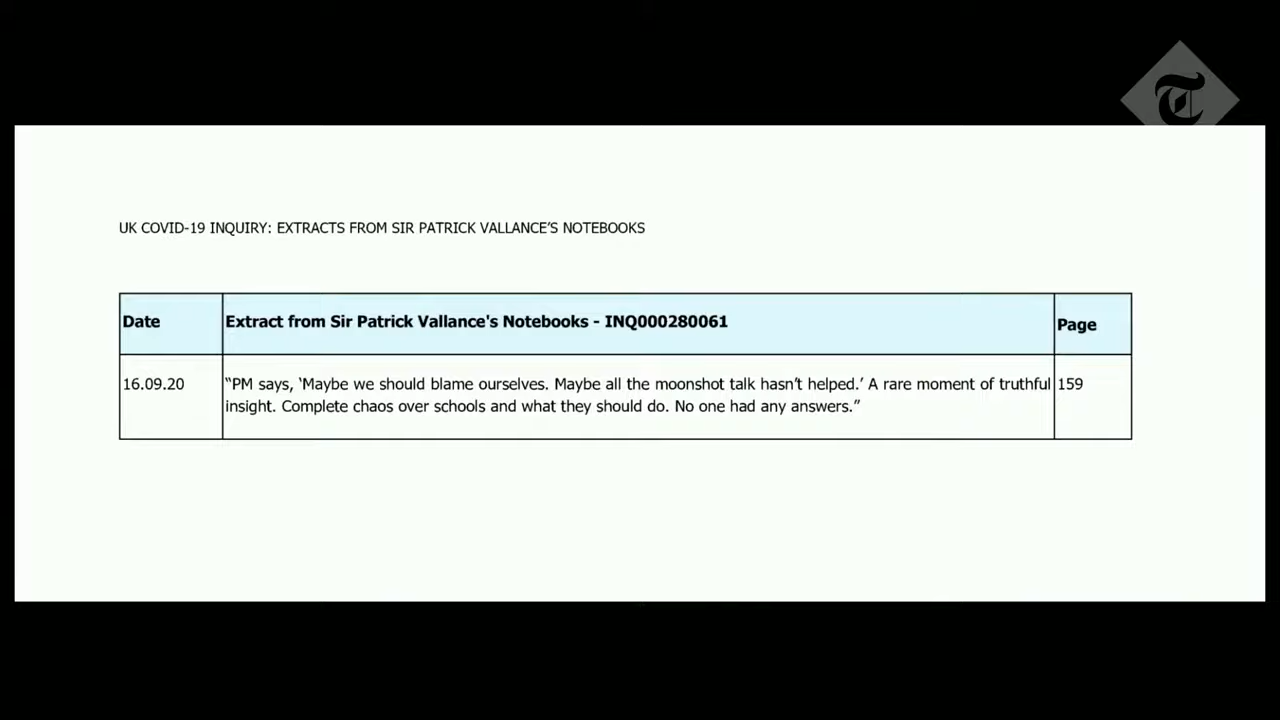 UK COVID-19 INQUIRY: EXTRACTS FROM SIR PATRICK VALLANCE’S NOTEBOOKS
Date
Extract from Sir Patrick Vallance's Notebooks - INQ000280061
Page
16.09.20
“PM says, ‘Maybe we should blame ourselves. Maybe all the moonshot talk hasn’t helped.’ A rare moment of truthful
insight. Complete chaos over schools and what they should do. No one had any answers.”
159
T